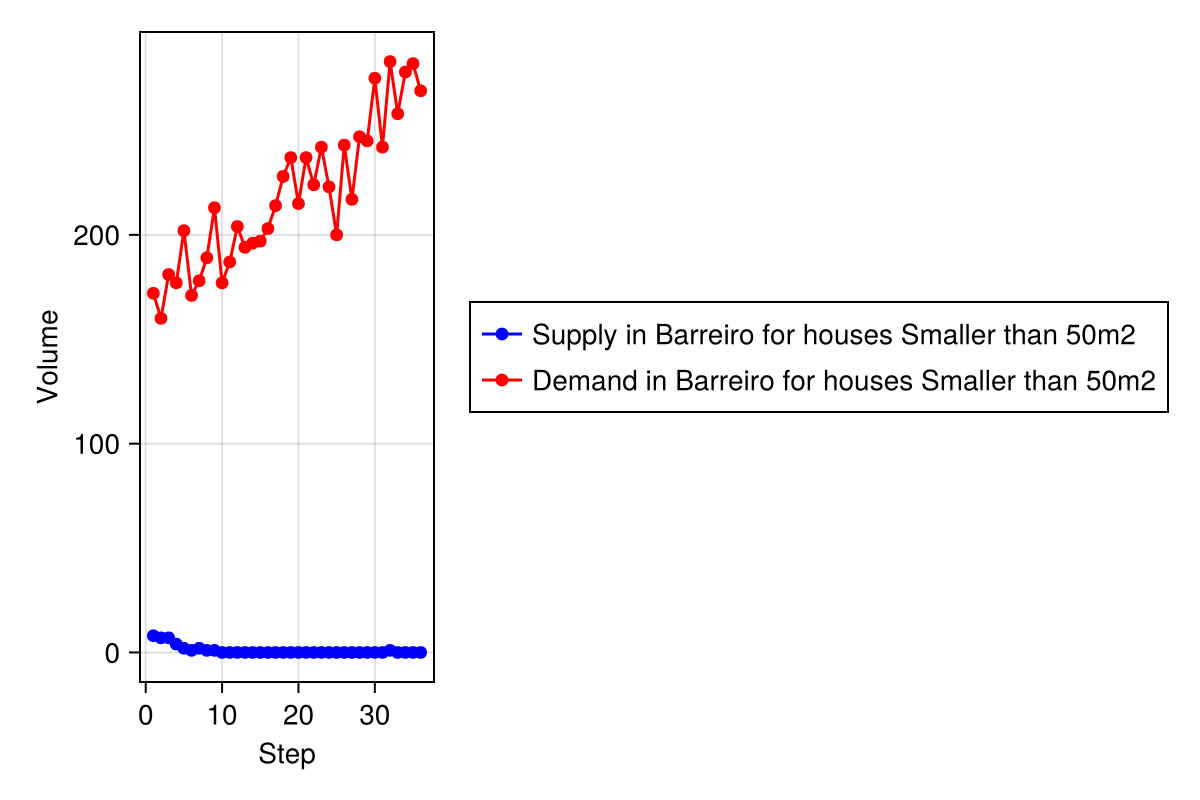 Volume
200
100
0
0 10 20 30
Step
Supply in Barreiro for houses Smaller than 50m2
Demand in Barreiro for houses Smaller than 50m2